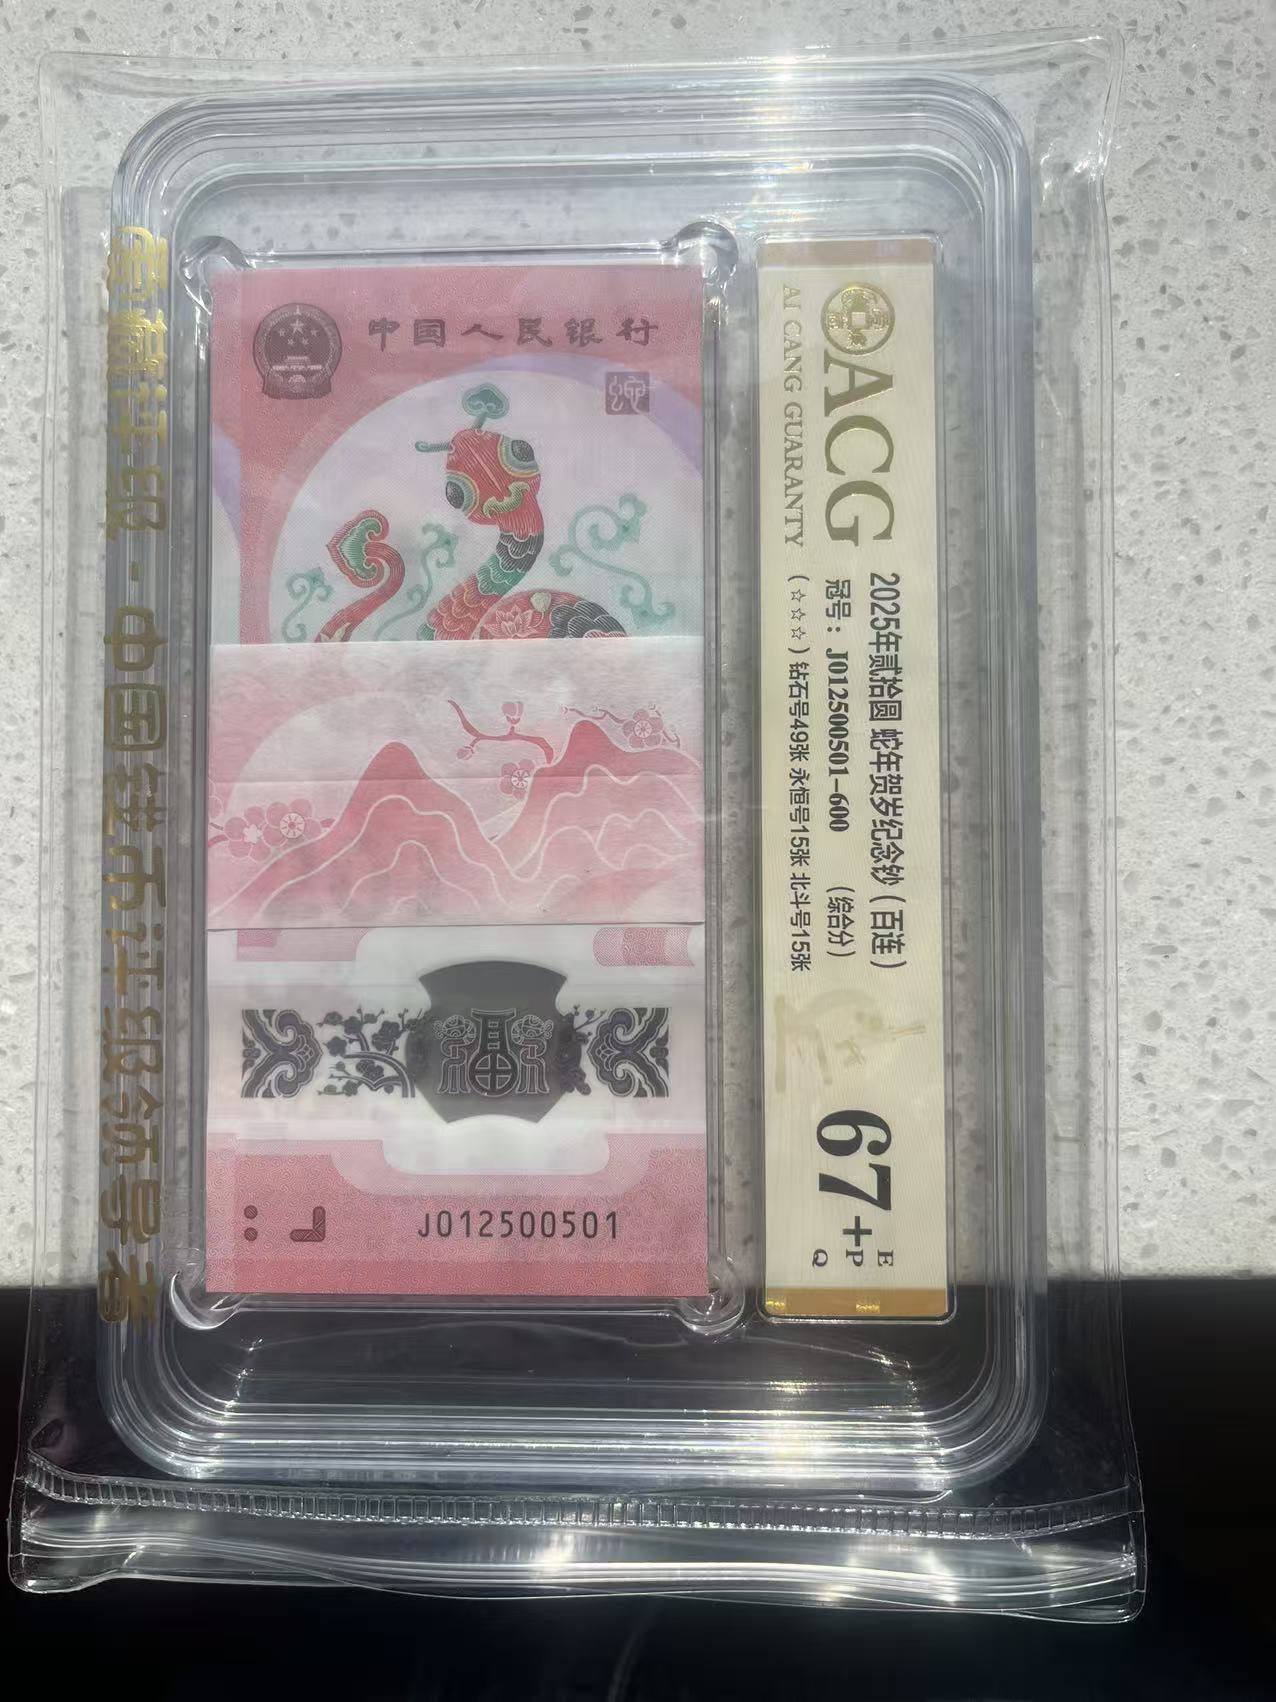 中国人民银行
J012500501
ACG
AI CANG GUARANTY
2025年贰拾圆 蛇年贺岁纪念钞（百连）
冠号：J012500501-600 （综合分）
（☆☆☆）钻石号49张 永恒号15张 北斗号15张
67+
E
P
Q
爱藏评级·中国钱币评级领导者